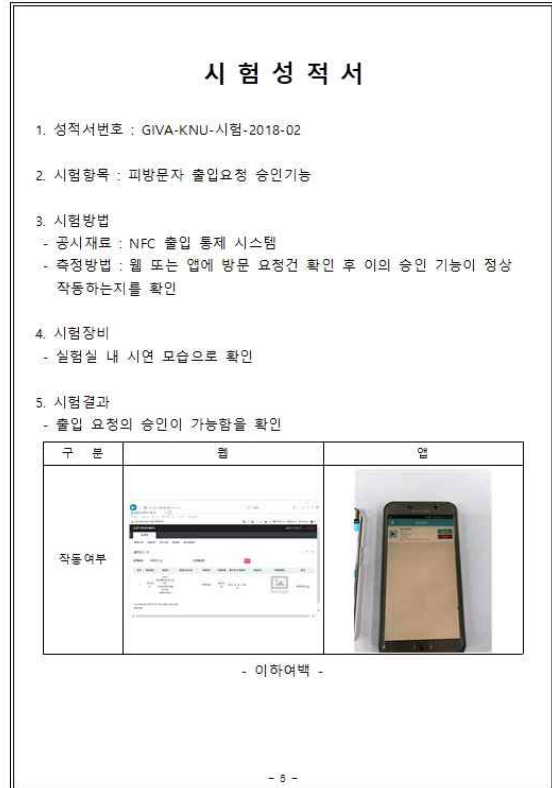 시 험 성 적 서
1. 성적서번호 : GIVA-KNU-시험-2018-02
2. 시험항목 : 피방문자 출입요청 승인기능
3. 시험방법
- 공시재료 : NFC 출입 통제 시스템
- 측정방법 : 웹 또는 앱에 방문 요청건 확인 후 이의 승인 기능이 정상
작동하는지를 확인
4. 시험장비
- 실험실 내 시연 모습으로 확인
5. 시험결과
- 출입 요청의 승인이 가능함을 확인
구 분 웹 앱
작동여부
- 이하여백 -
- 5 -